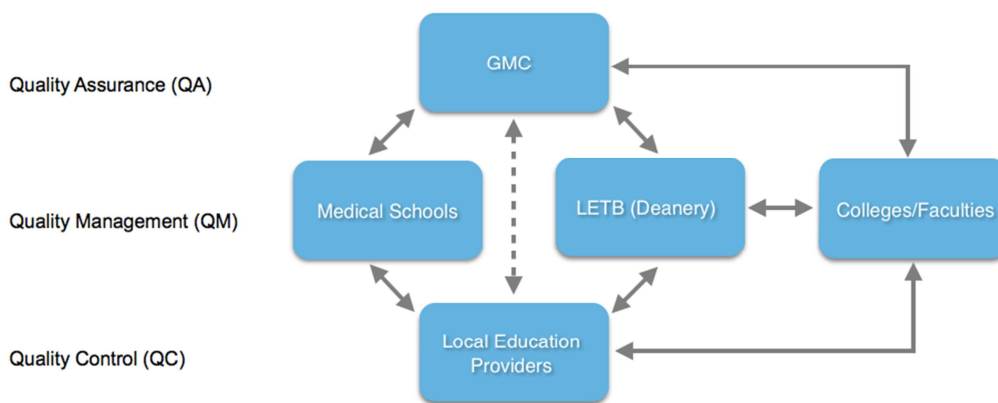 GMC
Quality Assurance (QA)
Medical Schools
LETB (Deanery)
Colleges/Faculties
Quality Management (QM)
Local Education
Providers
Quality Control (QC)